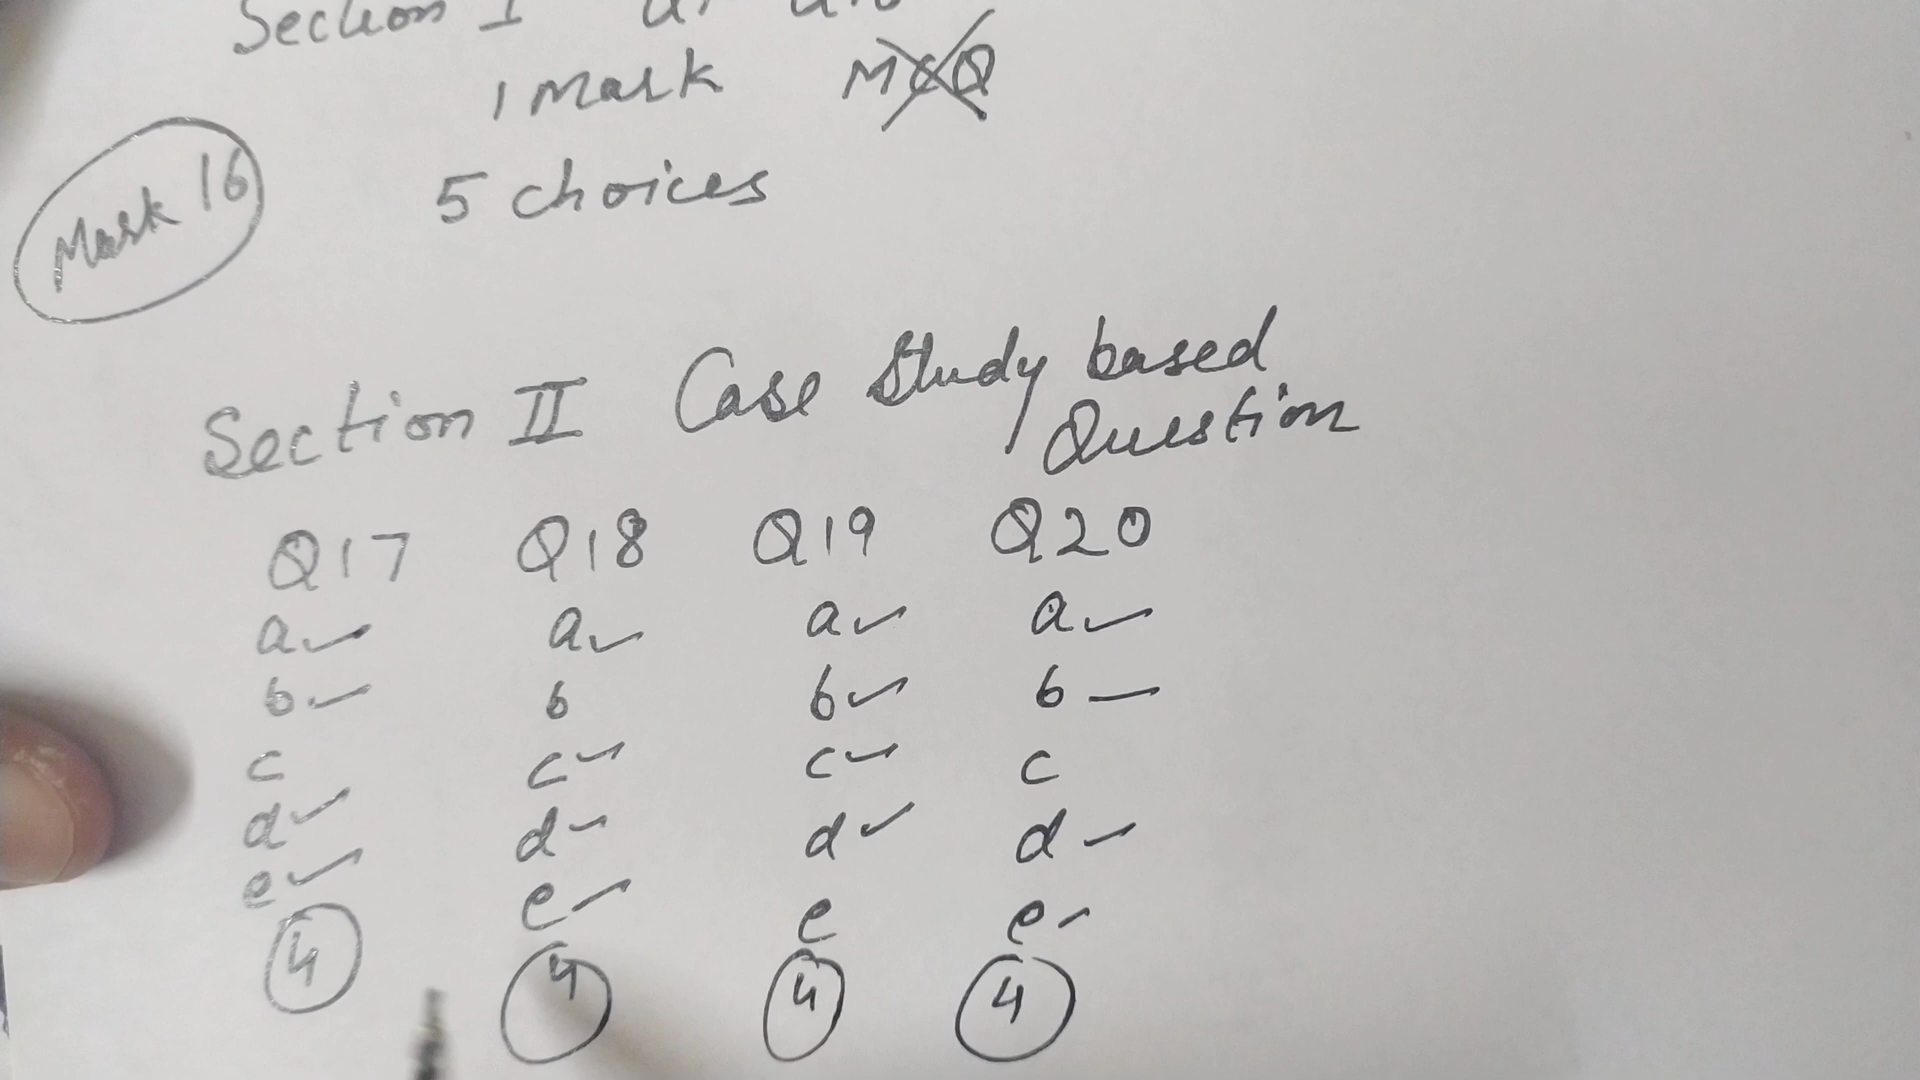 Section I
1 Mark MCQ
Mark 16
5 choices
Section II Case Study based
Question
Q17 Q18 Q19 Q20
a✓ a✓ a✓ a✓
b✓ b b✓ b✓
c c✓ c✓ c
d✓ d✓ d✓ d✓
e✓ e✓ e e✓
4 4 4 4